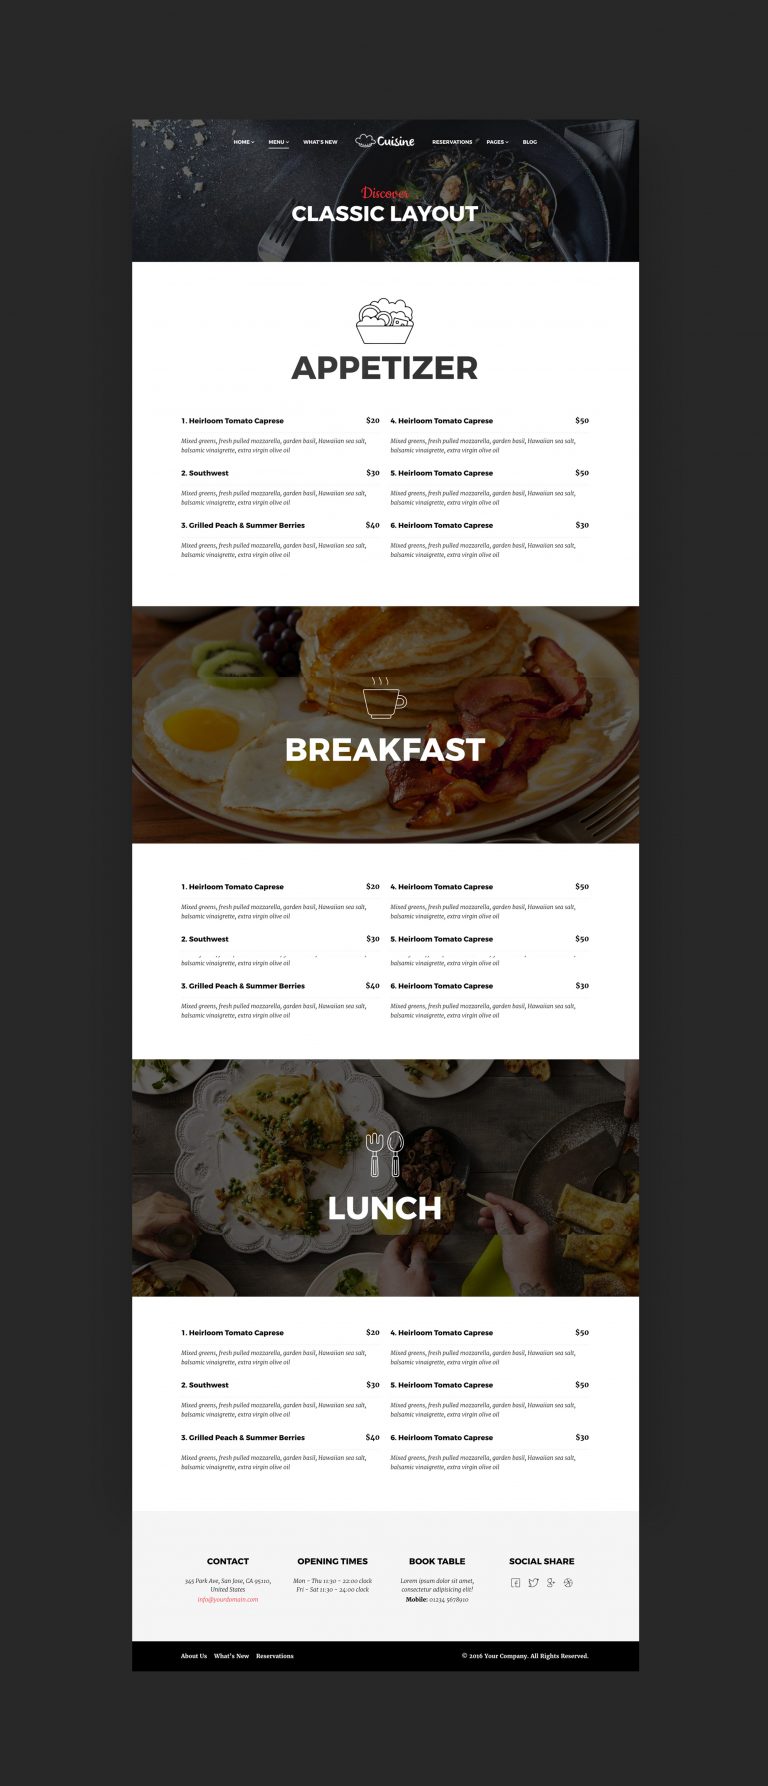 HOME MENU WHAT'S NEW Cuisine RESERVATIONS PAGES BLOG
Discover
CLASSIC LAYOUT
APPETIZER
1. Heirloom Tomato Caprese $20
Mixed greens, fresh pulled mozzarella, garden basil, Hawaiian sea salt,
balsamic vinaigrette, extra virgin olive oil
2. Southwest $30
Mixed greens, fresh pulled mozzarella, garden basil, Hawaiian sea salt,
balsamic vinaigrette, extra virgin olive oil
3. Grilled Peach & Summer Berries $40
Mixed greens, fresh pulled mozzarella, garden basil, Hawaiian sea salt,
balsamic vinaigrette, extra virgin olive oil
4. Heirloom Tomato Caprese $50
Mixed greens, fresh pulled mozzarella, garden basil, Hawaiian sea salt,
balsamic vinaigrette, extra virgin olive oil
5. Heirloom Tomato Caprese $50
Mixed greens, fresh pulled mozzarella, garden basil, Hawaiian sea salt,
balsamic vinaigrette, extra virgin olive oil
6. Heirloom Tomato Caprese $30
Mixed greens, fresh pulled mozzarella, garden basil, Hawaiian sea salt,
balsamic vinaigrette, extra virgin olive oil
BREAKFAST
1. Heirloom Tomato Caprese $20
Mixed greens, fresh pulled mozzarella, garden basil, Hawaiian sea salt,
balsamic vinaigrette, extra virgin olive oil
2. Southwest $30
balsamic vinaigrette, extra virgin olive oil
3. Grilled Peach & Summer Berries $40
Mixed greens, fresh pulled mozzarella, garden basil, Hawaiian sea salt,
balsamic vinaigrette, extra virgin olive oil
4. Heirloom Tomato Caprese $50
Mixed greens, fresh pulled mozzarella, garden basil, Hawaiian sea salt,
balsamic vinaigrette, extra virgin olive oil
5. Heirloom Tomato Caprese $50
balsamic vinaigrette, extra virgin olive oil
6. Heirloom Tomato Caprese $30
Mixed greens, fresh pulled mozzarella, garden basil, Hawaiian sea salt,
balsamic vinaigrette, extra virgin olive oil
LUNCH
1. Heirloom Tomato Caprese $20
Mixed greens, fresh pulled mozzarella, garden basil, Hawaiian sea salt,
balsamic vinaigrette, extra virgin olive oil
2. Southwest $30
Mixed greens, fresh pulled mozzarella, garden basil, Hawaiian sea salt,
balsamic vinaigrette, extra virgin olive oil
3. Grilled Peach & Summer Berries $40
Mixed greens, fresh pulled mozzarella, garden basil, Hawaiian sea salt,
balsamic vinaigrette, extra virgin olive oil
4. Heirloom Tomato Caprese $50
Mixed greens, fresh pulled mozzarella, garden basil, Hawaiian sea salt,
balsamic vinaigrette, extra virgin olive oil
5. Heirloom Tomato Caprese $50
Mixed greens, fresh pulled mozzarella, garden basil, Hawaiian sea salt,
balsamic vinaigrette, extra virgin olive oil
6. Heirloom Tomato Caprese $30
Mixed greens, fresh pulled mozzarella, garden basil, Hawaiian sea salt,
balsamic vinaigrette, extra virgin olive oil
CONTACT
345 Park Ave, San Jose, CA 95110,
United States
info@yourdomain.com
OPENING TIMES
Mon - Thu 11:30 - 22:00 clock
Fri - Sat 11:30 - 24:00 clock
BOOK TABLE
Lorem ipsum dolor sit amet,
consectetur adipisicing elit!
Mobile: 01234 5678910
SOCIAL SHARE
About Us What's New Reservations
© 2016 Your Company. All Rights Reserved.